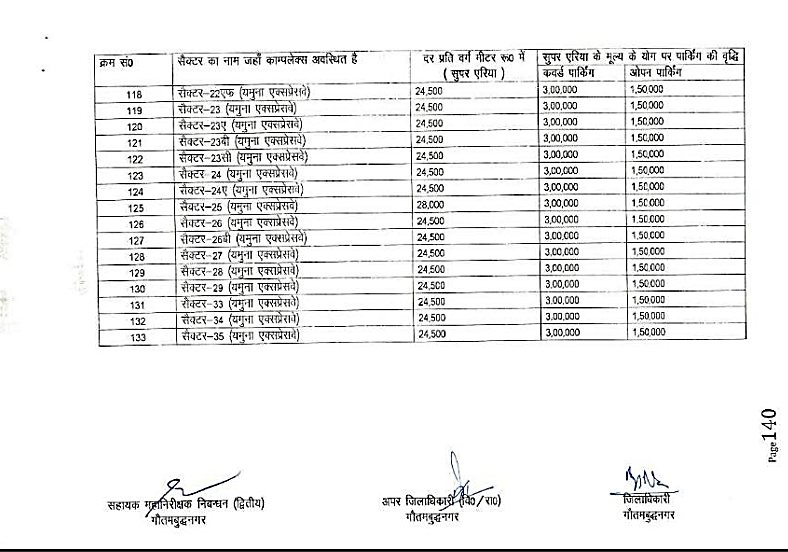 क्रम सं0 सैक्टर का नाम जहाँ काम्पलेक्स अवस्थित है दर प्रति वर्ग मीटर रू0 में सुपर एरिया के मूल्य के योग पर पार्किंग की वृद्धि
( सुपर एरिया ) कवर्ड पार्किंग ओपन पार्किंग
118 सैक्टर–22एफ (यमुना एक्सप्रेसवे) 24,500 3,00,000 1,50,000
119 सैक्टर–23 (यमुना एक्सप्रेसवे) 24,500 3,00,000 1,50,000
120 सैक्टर–23ए (यमुना एक्सप्रेसवे) 24,500 3,00,000 1,50,000
121 सैक्टर–23बी (यमुना एक्सप्रेसवे) 24,500 3,00,000 1,50,000
122 सैक्टर–23सी (यमुना एक्सप्रेसवे) 24,500 3,00,000 1,50,000
123 सैक्टर–24 (यमुना एक्सप्रेसवे) 24,500 3,00,000 1,50,000
124 सैक्टर–24ए (यमुना एक्सप्रेसवे) 24,500 3,00,000 1,50,000
125 सैक्टर–25 (यमुना एक्सप्रेसवे) 28,000 3,00,000 1,50,000
126 सैक्टर–26 (यमुना एक्सप्रेसवे) 24,500 3,00,000 1,50,000
127 सैक्टर–26बी (यमुना एक्सप्रेसवे) 24,500 3,00,000 1,50,000
128 सैक्टर–27 (यमुना एक्सप्रेसवे) 24,500 3,00,000 1,50,000
129 सैक्टर–28 (यमुना एक्सप्रेसवे) 24,500 3,00,000 1,50,000
130 सैक्टर–29 (यमुना एक्सप्रेसवे) 24,500 3,00,000 1,50,000
131 सैक्टर–33 (यमुना एक्सप्रेसवे) 24,500 3,00,000 1,50,000
132 सैक्टर–34 (यमुना एक्सप्रेसवे) 24,500 3,00,000 1,50,000
133 सैक्टर–35 (यमुना एक्सप्रेसवे) 24,500 3,00,000 1,50,000
Page140
सहायक महानिरीक्षक निबन्धन (द्वितीय) अपर जिलाधिकारी (वि0/रा0) जिलाधिकारी
गौतमबुद्धनगर गौतमबुद्धनगर गौतमबुद्धनगर